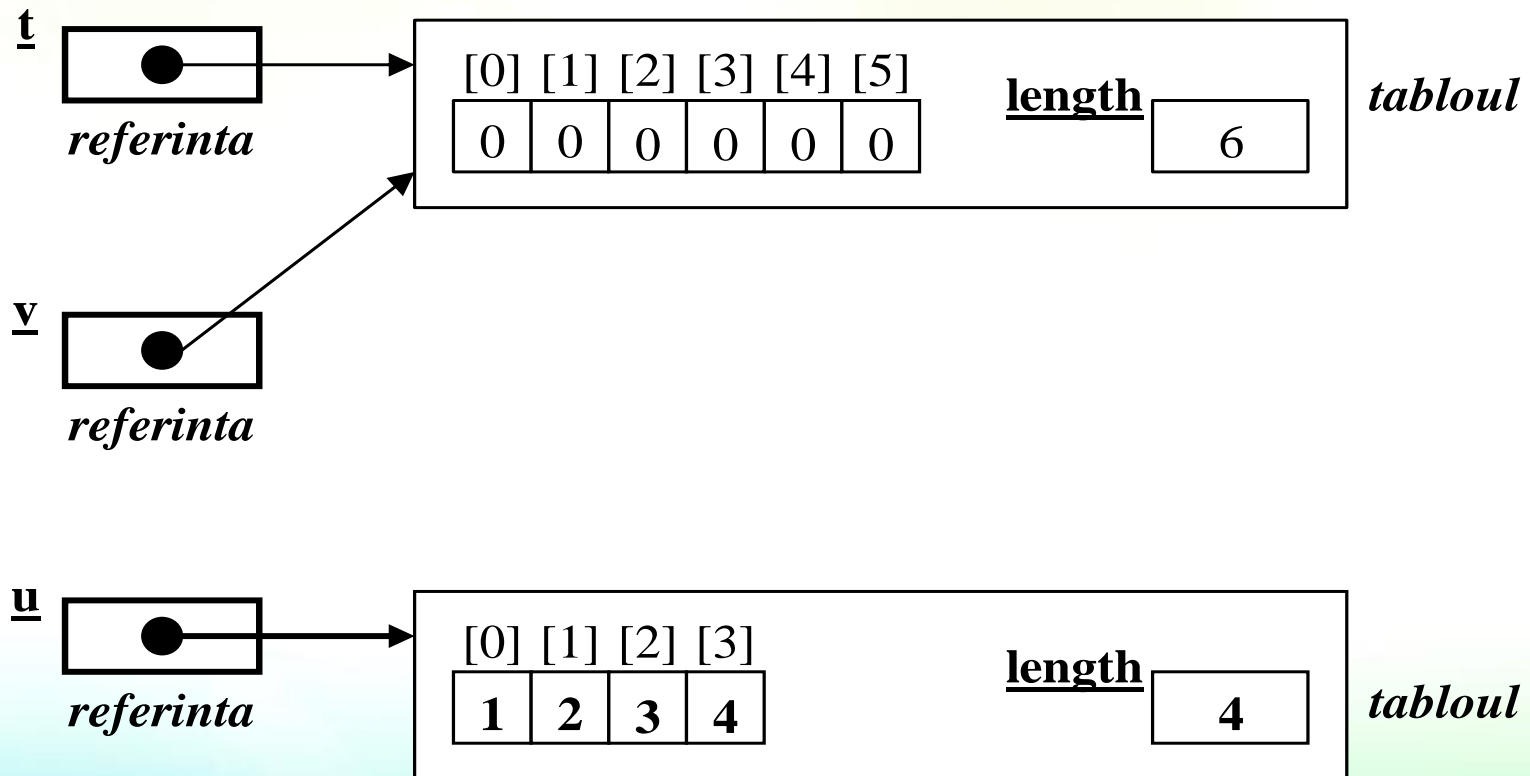 t
[0] [1] [2] [3] [4] [5]
length
tabloul
0 0 0 0 0 0
6
referinta
v
referinta
u
[0] [1] [2] [3]
length
tabloul
1 2 3 4
4
referinta